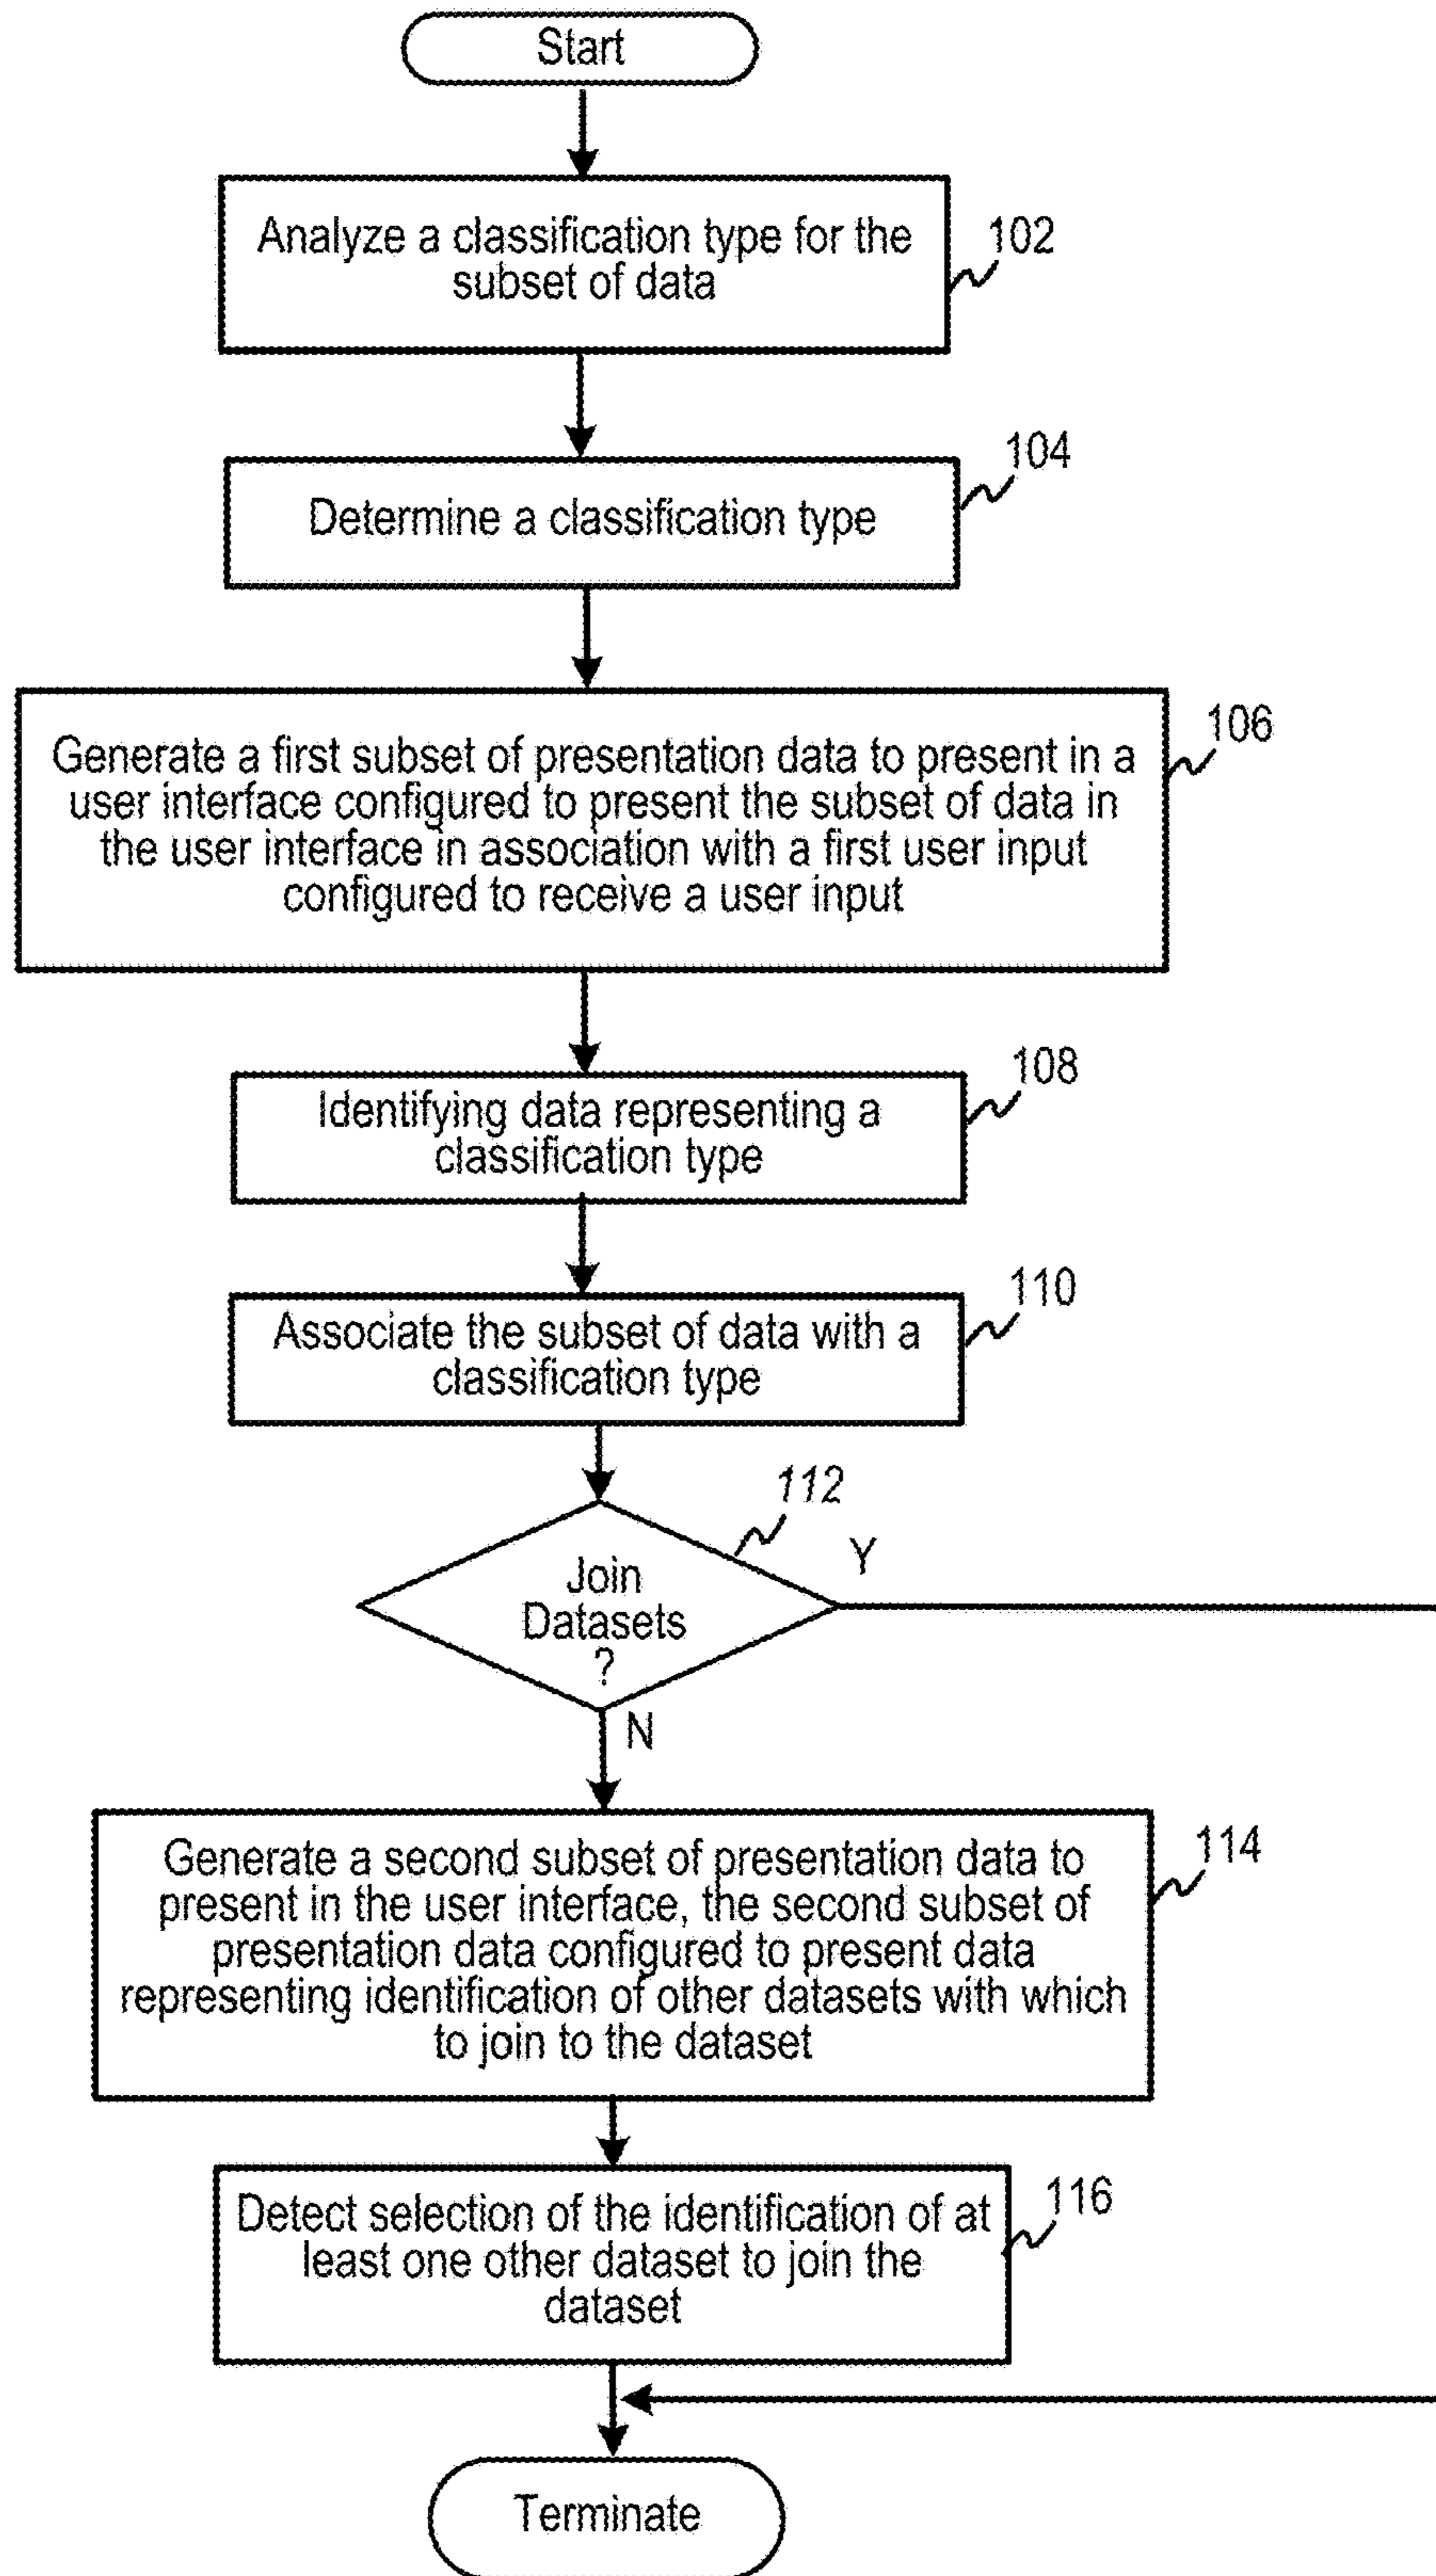 Start
Analyze a classification type for the
subset of data
102
Determine a classification type
104
Generate a first subset of presentation data to present in a
user interface configured to present the subset of data in
the user interface in association with a first user input
configured to receive a user input
106
Identifying data representing a
classification type
108
Associate the subset of data with a
classification type
110
112
Join
Datasets
?
Y
N
Generate a second subset of presentation data to
present in the user interface, the second subset of
presentation data configured to present data
representing identification of other datasets with which
to join to the dataset
114
Detect selection of the identification of at
least one other dataset to join the
dataset
116
Terminate